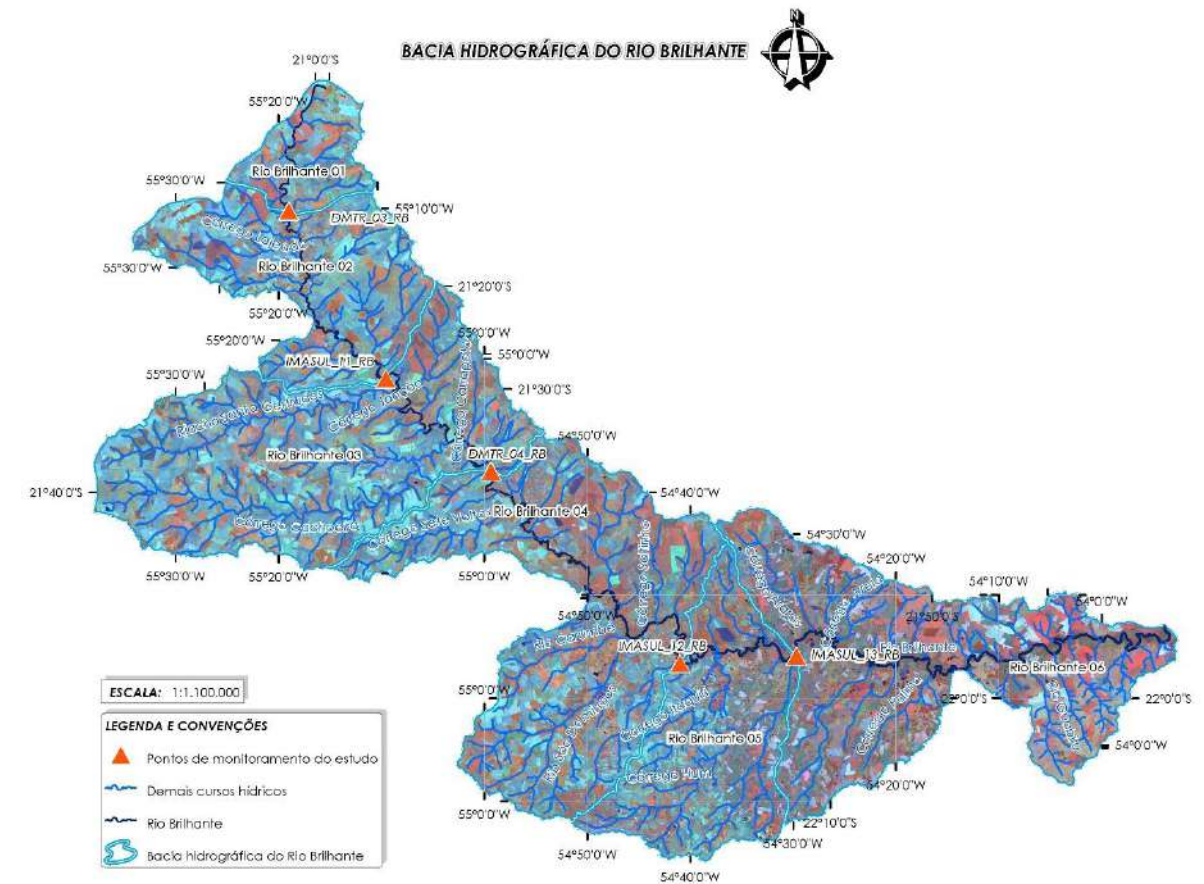 BACIA HIDROGRÁFICA DO RIO BRILHANTE
N
21°0'0"S
55°20'0"W
Rio Brilhante 01
55°30'0"W
55°10'0"W
DMTR_03_RB
Rio Brilhante 02
55°30'0"W
21°20'0"S
55°20'0"W
55°0'0"W
55°20'0"W
55°0'0"W
IMASUL_11_RB
55°30'0"W
21°30'0"S
Rio Brilhante 03
54°50'0"W
DMTR_04_RB
21°40'0"S
54°40'0"W
Rio Brilhante 04
Córrego Cachoeira
Córrego Sete Voltas
Córrego Saltinho
54°30'0"W
54°20'0"W
55°30'0"W
55°20'0"W
55°0'0"W
54°10'0"W
54°50'0"W
54°0'0"W
21°50'0"S
IMASUL_12_RB
IMASUL_13_RB
Rio Brilhante
Rio Brilhante 06
55°0'0"W
22°0'0"S
22°0'0"S
Rio Brilhante 05
54°0'0"W
54°20'0"W
55°0'0"W
22°10'0"S
54°30'0"W
54°50'0"W
54°40'0"W
ESCALA: 1:1.100.000
LEGENDA E CONVENÇÕES
Pontos de monitoramento do estudo
Demais cursos hídricos
Rio Brilhante
Bacia hidrográfica do Rio Brilhante